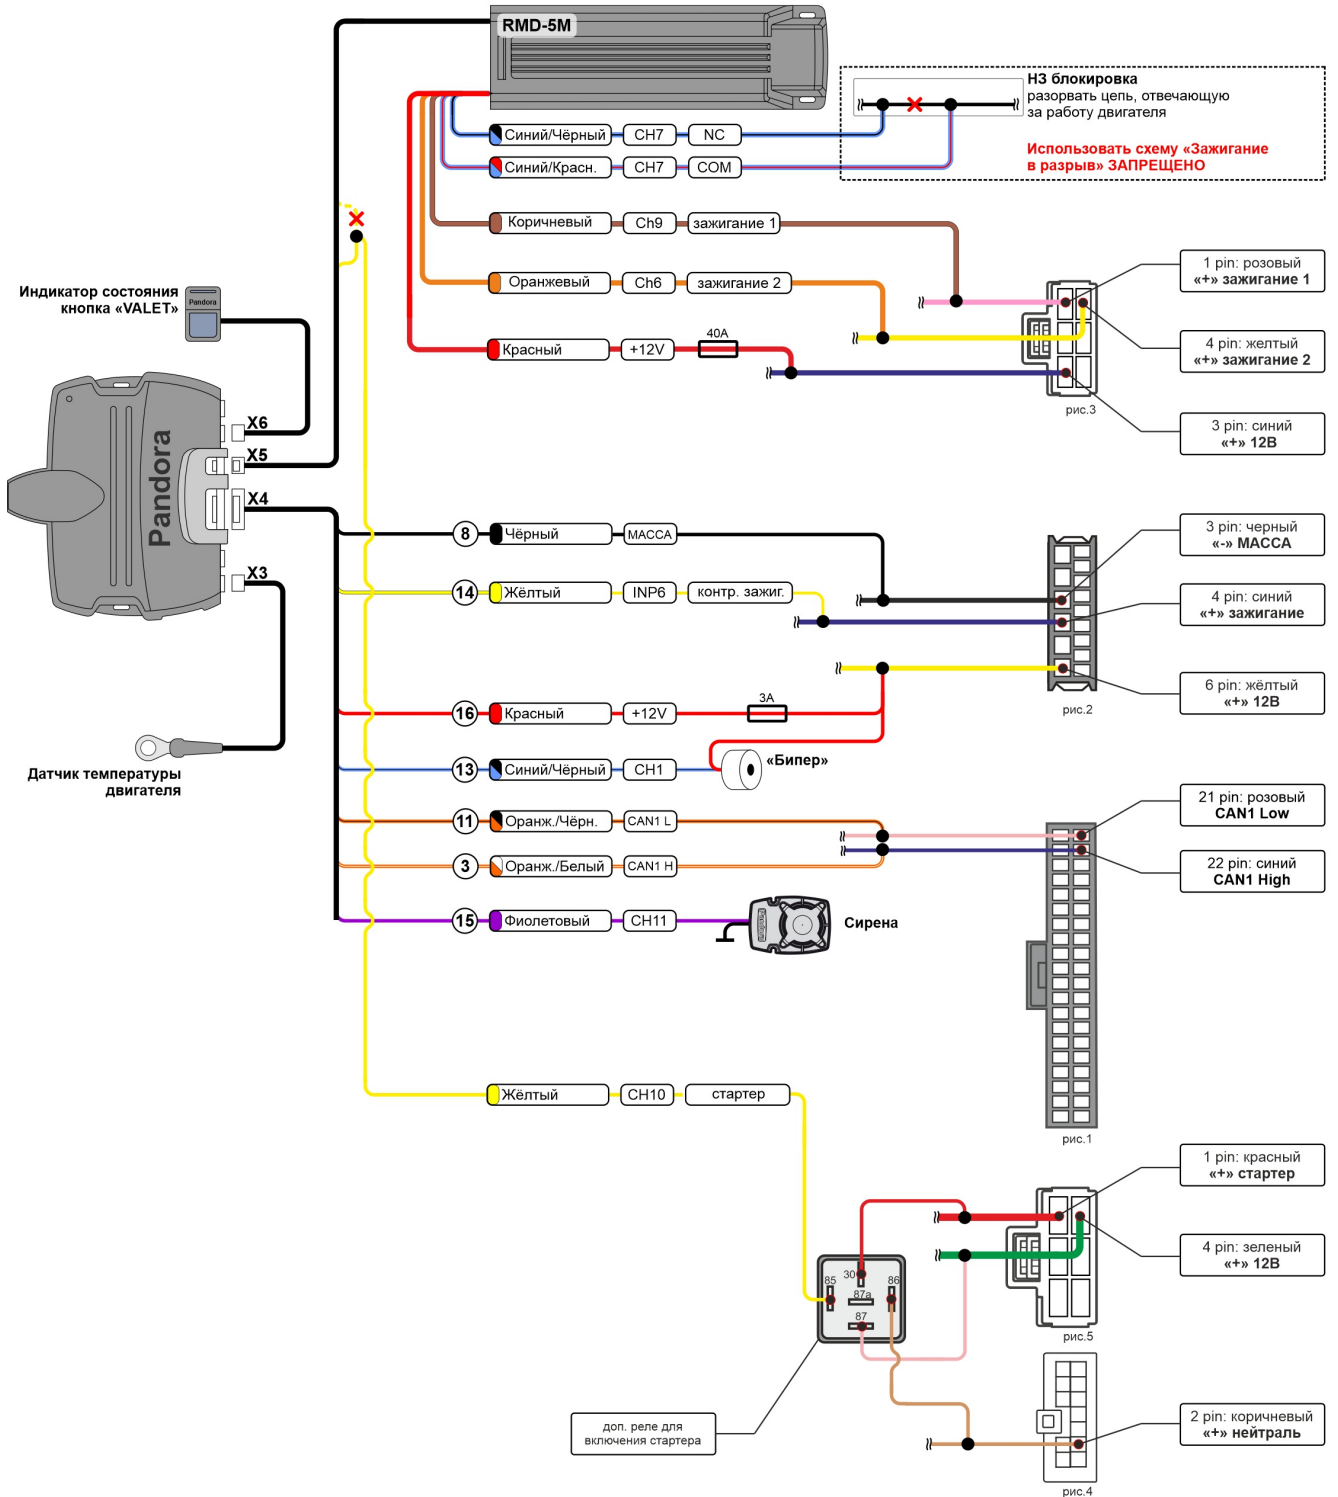 RMD-5M
НЗ блокировка
разорвать цепь, отвечающую
за работу двигателя
Использовать схему «Зажигание
в разрыв» ЗАПРЕЩЕНО
Синий/Чёрный CH7 NC
Синий/Красн. CH7 COM
Коричневый Ch9 зажигание 1
Оранжевый Ch6 зажигание 2
Красный +12V 40А
1 pin: розовый
«+» зажигание 1
4 pin: желтый
«+» зажигание 2
3 pin: синий
«+» 12В
рис.3
Индикатор состояния
кнопка «VALET»
Pandora
Pandora
X6
X5
X4
X3
Датчик температуры
двигателя
8 Чёрный МАССА
14 Жёлтый INP6 контр. зажиг.
16 Красный +12V 3А
13 Синий/Чёрный CH1 «Бипер»
11 Оранж./Чёрн. CAN1 L
3 Оранж./Белый CAN1 H
15 Фиолетовый CH11 Pandora Сирена
3 pin: черный
«-» МАССА
4 pin: синий
«+» зажигание
6 pin: жёлтый
«+» 12В
рис.2
21 pin: розовый
CAN1 Low
22 pin: синий
CAN1 High
рис.1
Жёлтый CH10 стартер
1 pin: красный
«+» стартер
4 pin: зеленый
«+» 12В
рис.5
30
85
86
87a
87
доп. реле для
включения стартера
2 pin: коричневый
«+» нейтраль
рис.4